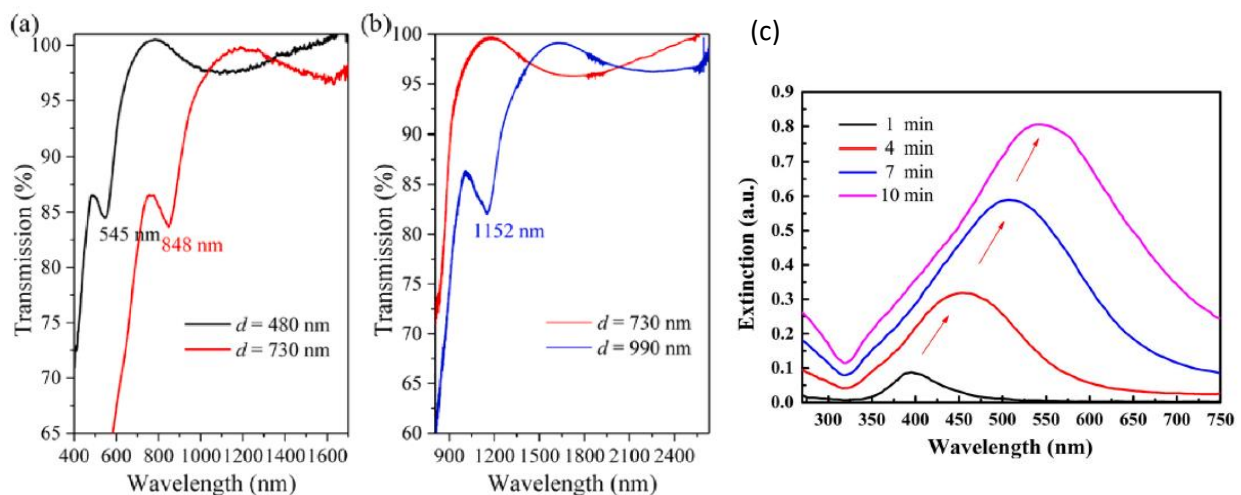 (a)
100
95
90
85
80
75
70
65
Transmission (%)
545 nm
848 nm
d = 480 nm
d = 730 nm
400 600 800 1000 1200 1400 1600
Wavelength (nm)
(b)
100
95
90
85
80
75
70
65
60
Transmission (%)
1152 nm
d = 730 nm
d = 990 nm
900 1200 1500 1800 2100 2400
Wavelength (nm)
(c)
0.9
0.8
0.7
0.6
0.5
0.4
0.3
0.2
0.1
0.0
Extinction (a.u.)
1 min
4 min
7 min
10 min
300 350 400 450 500 550 600 650 700 750
Wavelength (nm)